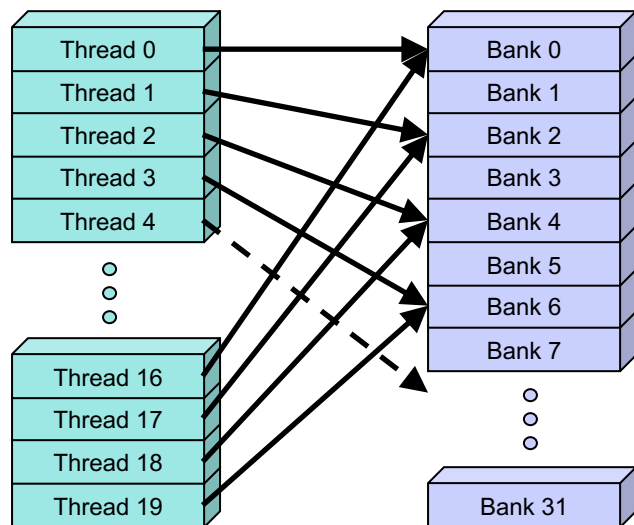 Thread 0
Thread 1
Thread 2
Thread 3
Thread 4
Thread 16
Thread 17
Thread 18
Thread 19
Bank 0
Bank 1
Bank 2
Bank 3
Bank 4
Bank 5
Bank 6
Bank 7
Bank 31